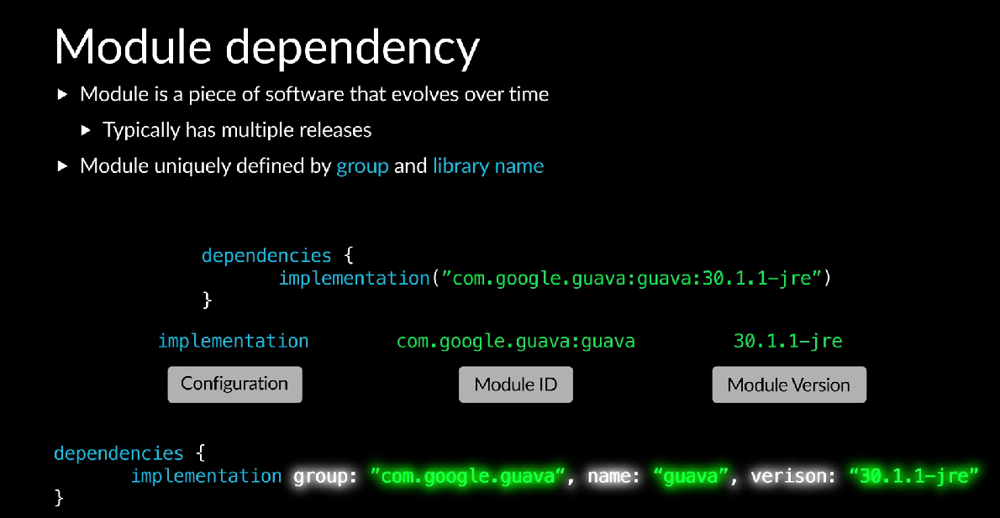 Module dependency
Module is a piece of software that evolves over time
Typically has multiple releases
Module uniquely defined by group and library name
dependencies {
implementation(”com.google.guava:guava:30.1.1-jre”)
}
implementation com.google.guava:guava 30.1.1-jre
Configuration Module ID Module Version
dependencies {
implementation group: ”com.google.guava“, name: “guava”, verison: “30.1.1-jre”
}